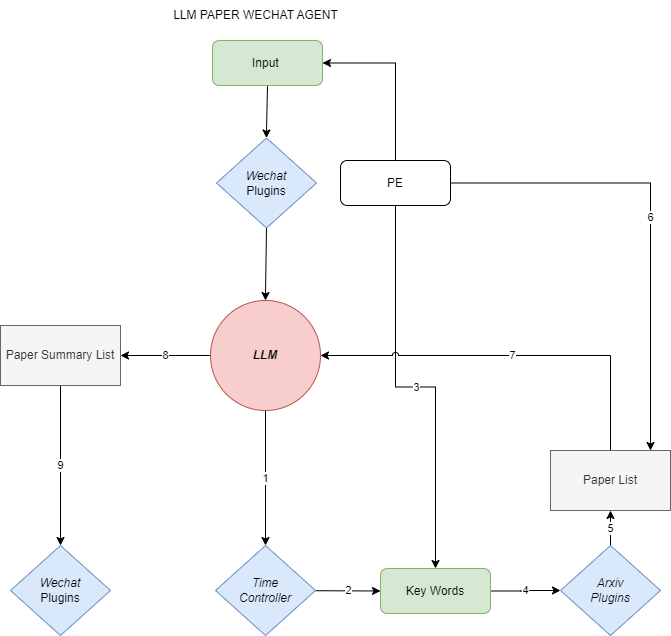 LLM PAPER WECHAT AGENT
Input
Wechat
Plugins
PE
6
LLM
Paper Summary List
8
7
3
1
9
Paper List
5
Wechat
Plugins
Time
Controller
2
Key Words
4
Arxiv
Plugins